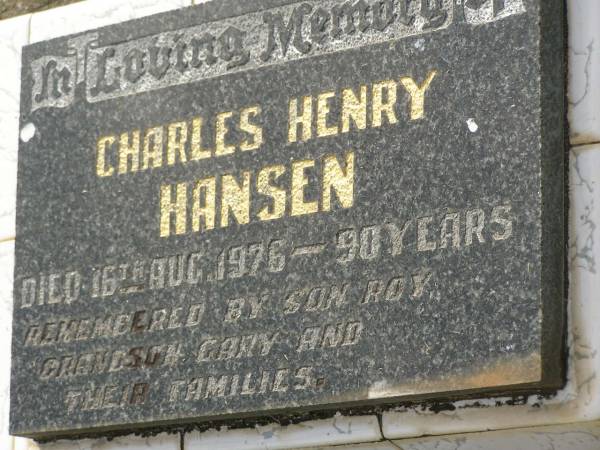 In Loving Memory
CHARLES HENRY
HANSEN
DIED 16TH AUG. 1976 — 90 YEARS
REMEMBERED BY SON ROY
GRANDSON GARY AND
THEIR FAMILIES.